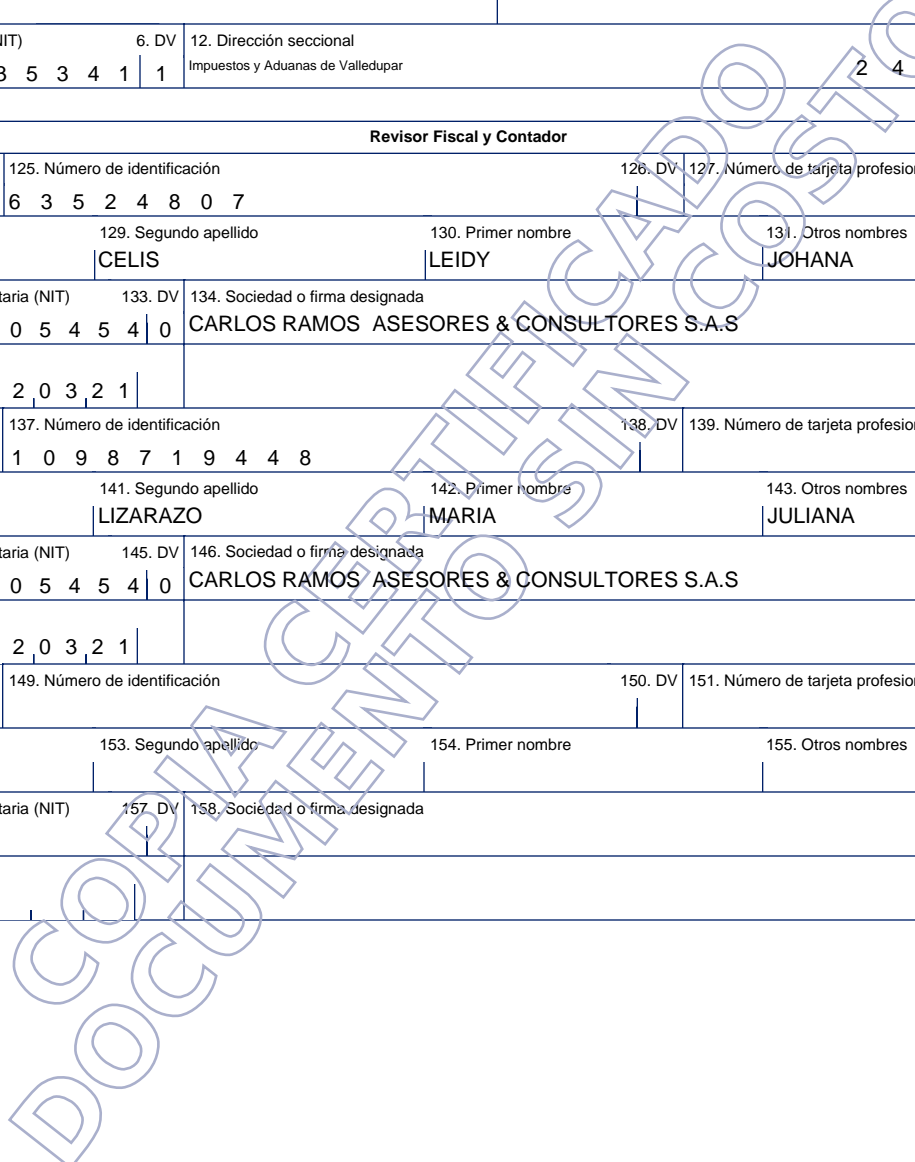 NIT) 6. DV 12. Dirección seccional
3 5 3 4 1 1 Impuestos y Aduanas de Valledupar 2 4
Revisor Fiscal y Contador
125. Número de identificación 126. DV 127. Número de tarjeta profesion
6 3 5 2 4 8 0 7
129. Segundo apellido 130. Primer nombre 131. Otros nombres
CELIS LEIDY JOHANA
taria (NIT) 133. DV 134. Sociedad o firma designada
0 5 4 5 4 0 CARLOS RAMOS ASESORES & CONSULTORES S.A.S
2 0 3 2 1
137. Número de identificación 138. DV 139. Número de tarjeta profesion
1 0 9 8 7 1 9 4 4 8
141. Segundo apellido 142. Primer nombre 143. Otros nombres
LIZARAZO MARIA JULIANA
taria (NIT) 145. DV 146. Sociedad o firma designada
0 5 4 5 4 0 CARLOS RAMOS ASESORES & CONSULTORES S.A.S
2 0 3 2 1
149. Número de identificación 150. DV 151. Número de tarjeta profesion
153. Segundo apellido 154. Primer nombre 155. Otros nombres
taria (NIT) 157. DV 158. Sociedad o firma designada
COPIA CERTIFICADO
DOCUMENTO SIN COSTO